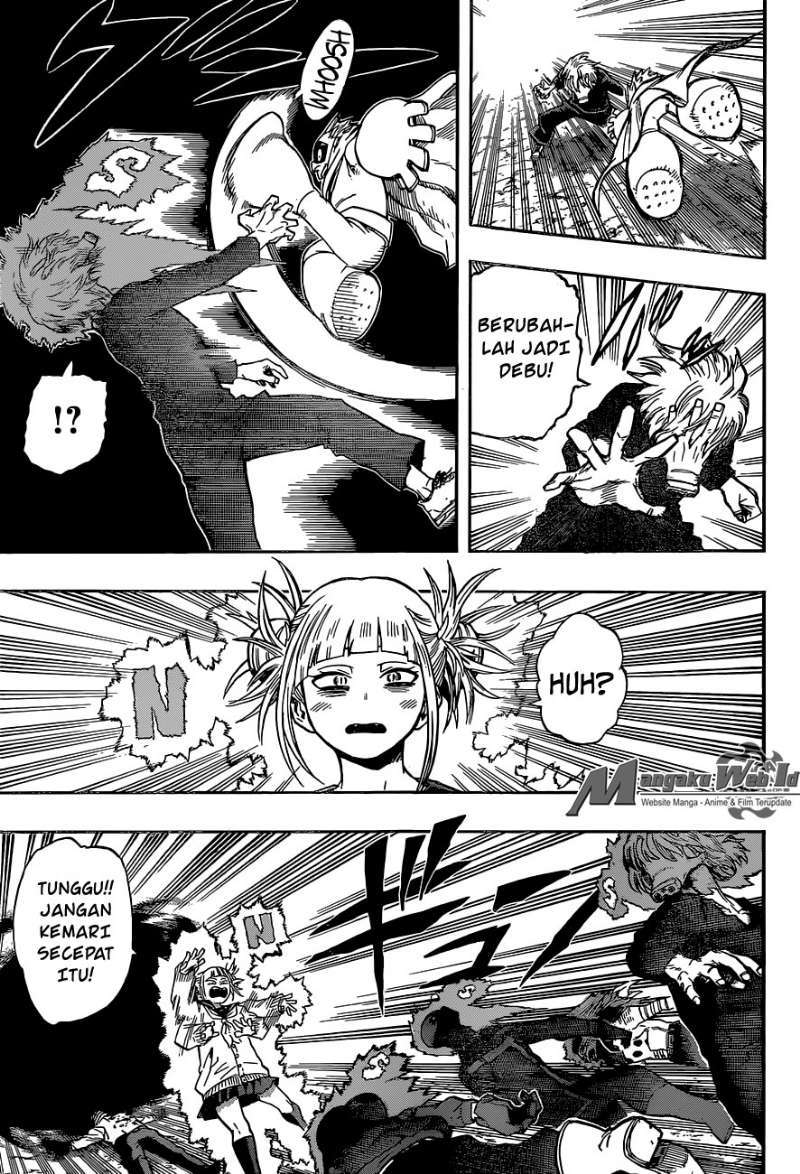 BERUBAH-
LAH JADI
DEBU!
WHOOSH
S
!?
N
HUH?
Mangaku Web.Id
Website Manga - Anime & Film Terupdate
S
N
S
S
TUNGGU!!
JANGAN
KEMARI
SECEPAT
ITU!